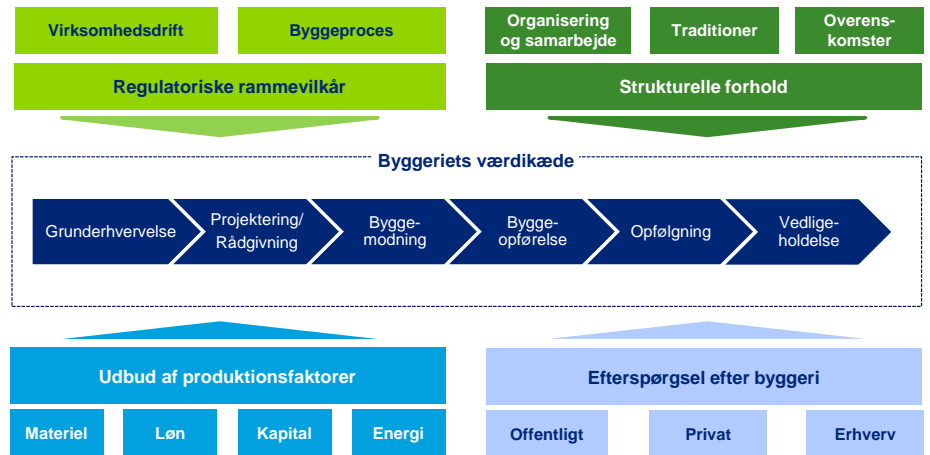 Virksomhedsdrift
Byggeproces
Organisering
og samarbejde
Traditioner
Overens-
komster
Regulatoriske rammevilkår
Strukturelle forhold
Byggeriets værdikæde
Grunderhvervelse
Projektering/
Rådgivning
Bygge-
modning
Bygge-
opførelse
Opfølgning
Vedlige-
holdelse
Udbud af produktionsfaktorer
Efterspørgsel efter byggeri
Materiel
Løn
Kapital
Energi
Offentligt
Privat
Erhverv